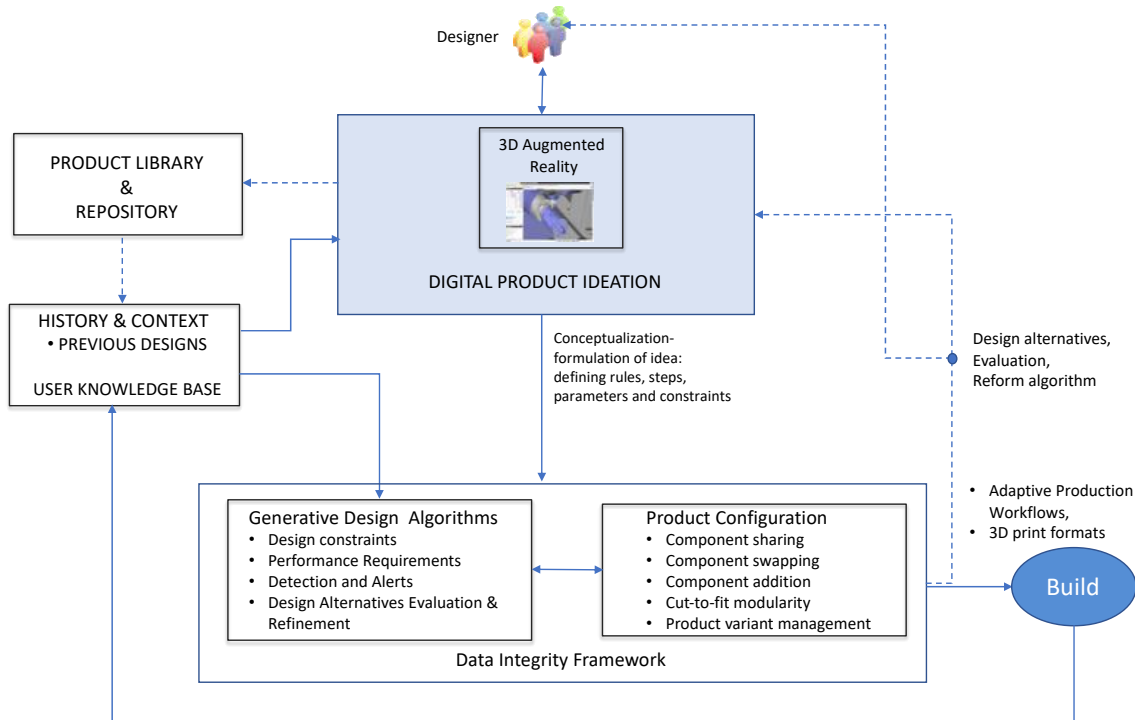 Designer
3D Augmented
Reality
DIGITAL PRODUCT IDEATION
PRODUCT LIBRARY
&
REPOSITORY
HISTORY & CONTEXT
• PREVIOUS DESIGNS
USER KNOWLEDGE BASE
Conceptualization-
formulation of idea:
defining rules, steps,
parameters and constraints
Design alternatives,
Evaluation,
Reform algorithm
Generative Design Algorithms
• Design constraints
• Performance Requirements
• Detection and Alerts
• Design Alternatives Evaluation &
Refinement
Product Configuration
• Component sharing
• Component swapping
• Component addition
• Cut-to-fit modularity
• Product variant management
Data Integrity Framework
• Adaptive Production
Workflows,
• 3D print formats
Build